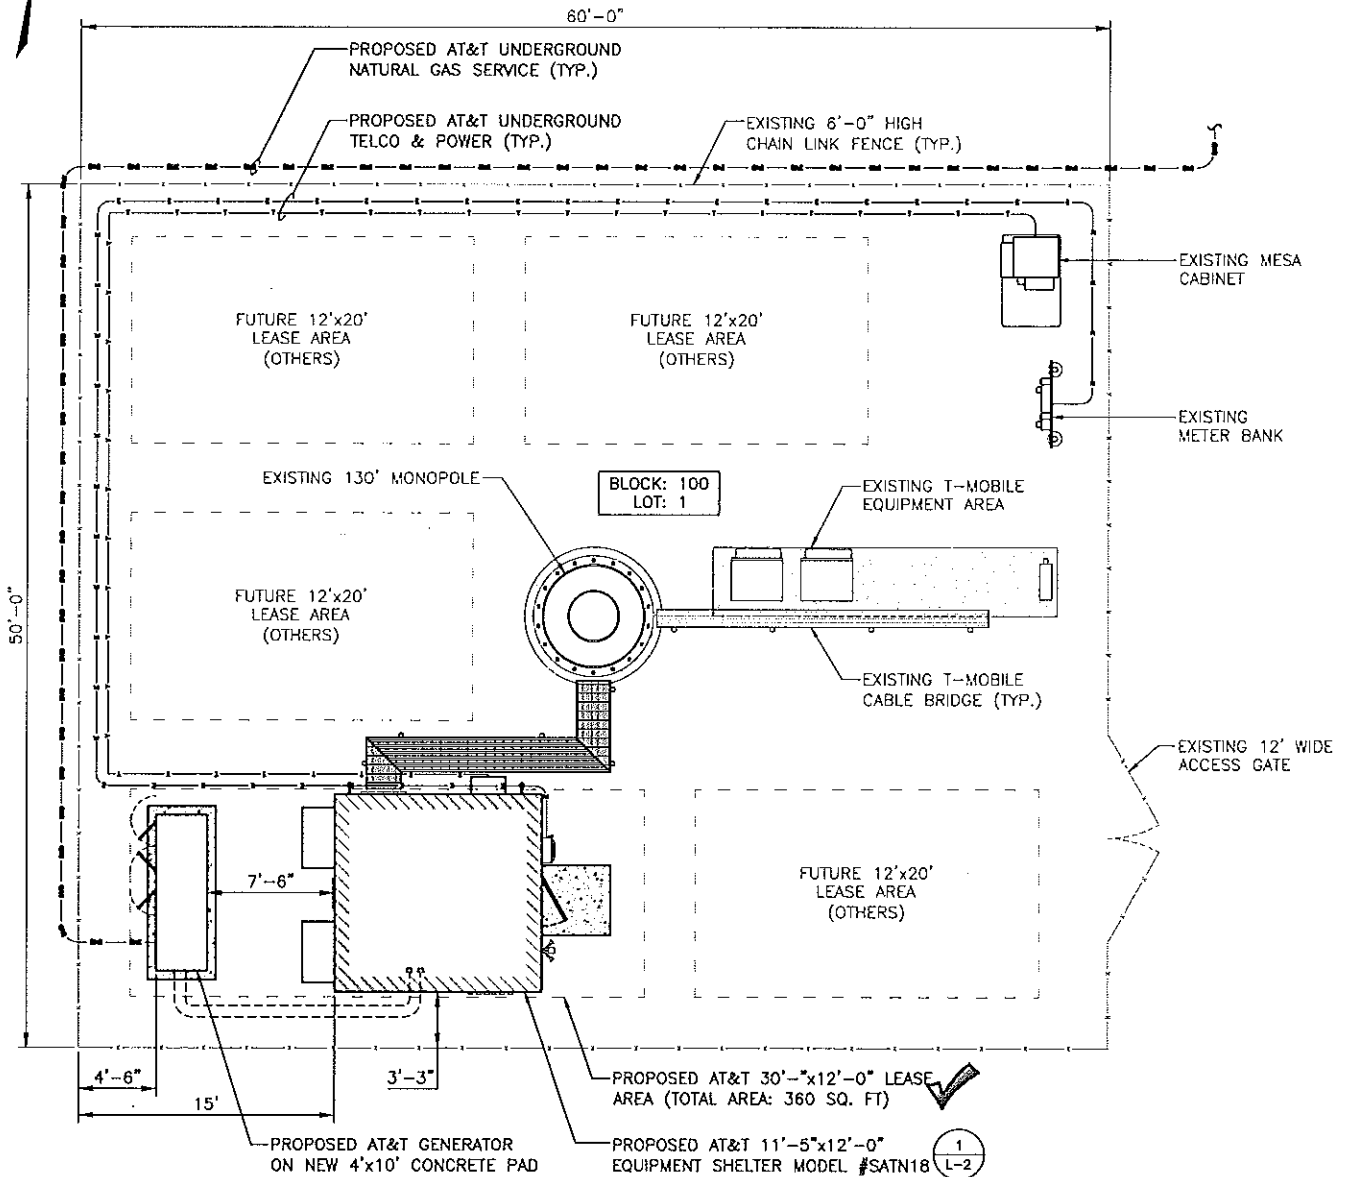 60'-0"
PROPOSED AT&T UNDERGROUND
NATURAL GAS SERVICE (TYP.)
PROPOSED AT&T UNDERGROUND
TELCO & POWER (TYP.)
EXISTING 6'-0" HIGH
CHAIN LINK FENCE (TYP.)
EXISTING MESA
CABINET
FUTURE 12'x20'
LEASE AREA
(OTHERS)
FUTURE 12'x20'
LEASE AREA
(OTHERS)
EXISTING
METER BANK
EXISTING 130' MONOPOLE
BLOCK: 100
LOT: 1
EXISTING T-MOBILE
EQUIPMENT AREA
50'-0"
FUTURE 12'x20'
LEASE AREA
(OTHERS)
EXISTING T-MOBILE
CABLE BRIDGE (TYP.)
EXISTING 12' WIDE
ACCESS GATE
7'-6"
FUTURE 12'x20'
LEASE AREA
(OTHERS)
4'-6"
3'-3"
15'
PROPOSED AT&T 30'-"x12'-0" LEASE
AREA (TOTAL AREA: 360 SQ. FT)
PROPOSED AT&T GENERATOR
ON NEW 4'x10' CONCRETE PAD
PROPOSED AT&T 11'-5"x12'-0"
EQUIPMENT SHELTER MODEL #SATN18
1
L-2